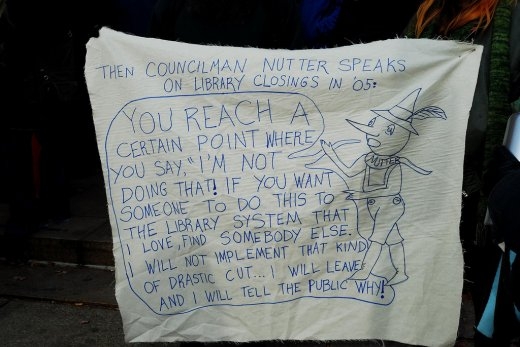 THEN COUNCILMAN NUTTER SPEAKS
ON LIBRARY CLOSINGS IN '05:
YOU REACH A
CERTAIN POINT WHERE
YOU SAY, "I'M NOT
DOING THAT! IF YOU WANT
SOMEONE TO DO THIS TO
THE LIBRARY SYSTEM THAT
I LOVE, FIND SOMEBODY ELSE.
I WILL NOT IMPLEMENT THAT KIND
OF DRASTIC CUT... I WILL LEAVE
AND I WILL TELL THE PUBLIC WHY!
NUTTER